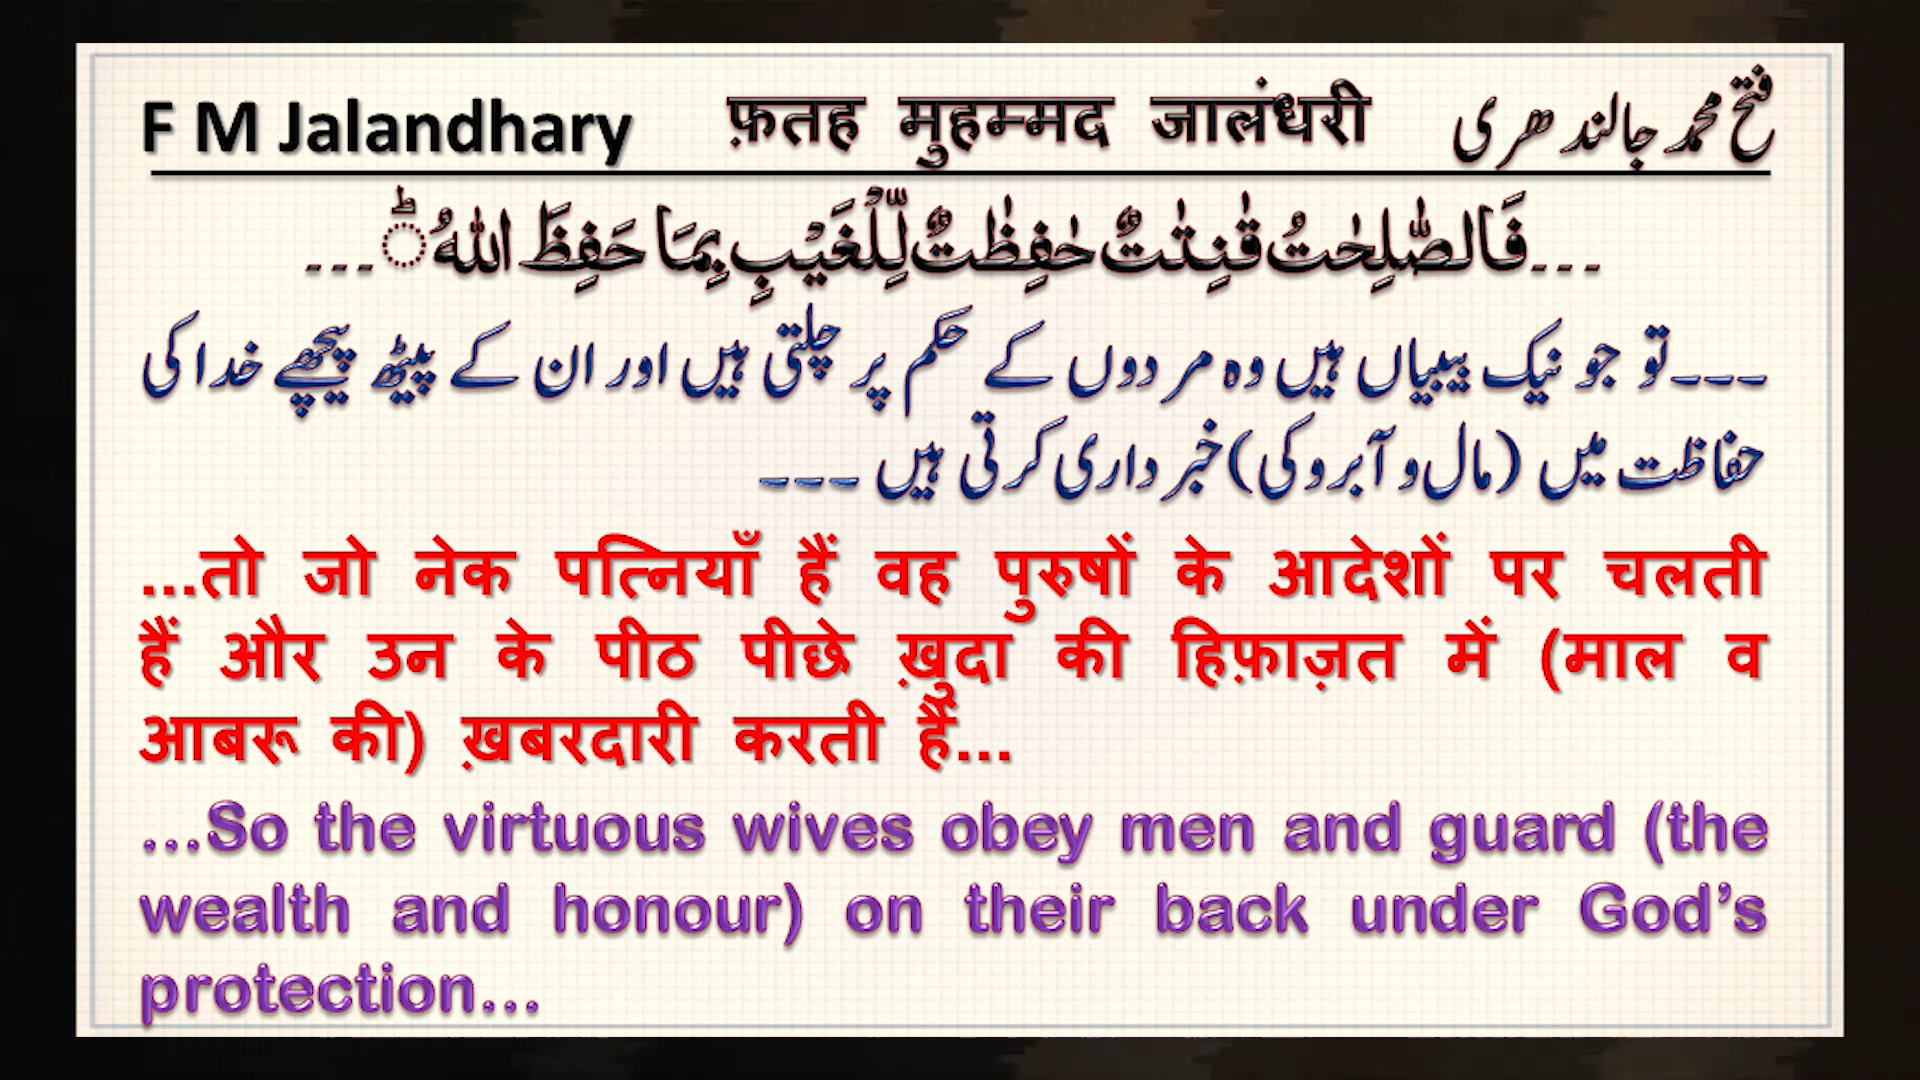 F M Jalandhary फ़तह मुहम्मद जालंधरी فتح محمد جالندھری
...فَالصّٰلِحٰتُ قٰنِتٰتٌ حٰفِظٰتٌ لِّلْغَیْبِ بِمَا حَفِظَ اللّٰهُ ؕ...
---تو جو نیک بیبیاں ہیں وہ مردوں کے حکم پر چلتی ہیں اور ان کے پیٹھ پیچھے خدا کی
حفاظت میں (مال و آبرو کی) خبر داری کرتی ہیں ---
...तो जो नेक पत्नियाँ हैं वह पुरुषों के आदेशों पर चलती
हैं और उन के पीठ पीछे ख़ुदा की हिफ़ाज़त में (माल व
आबरू की) ख़बरदारी करती हैं...
...So the virtuous wives obey men and guard (the
wealth and honour) on their back under God’s
protection...